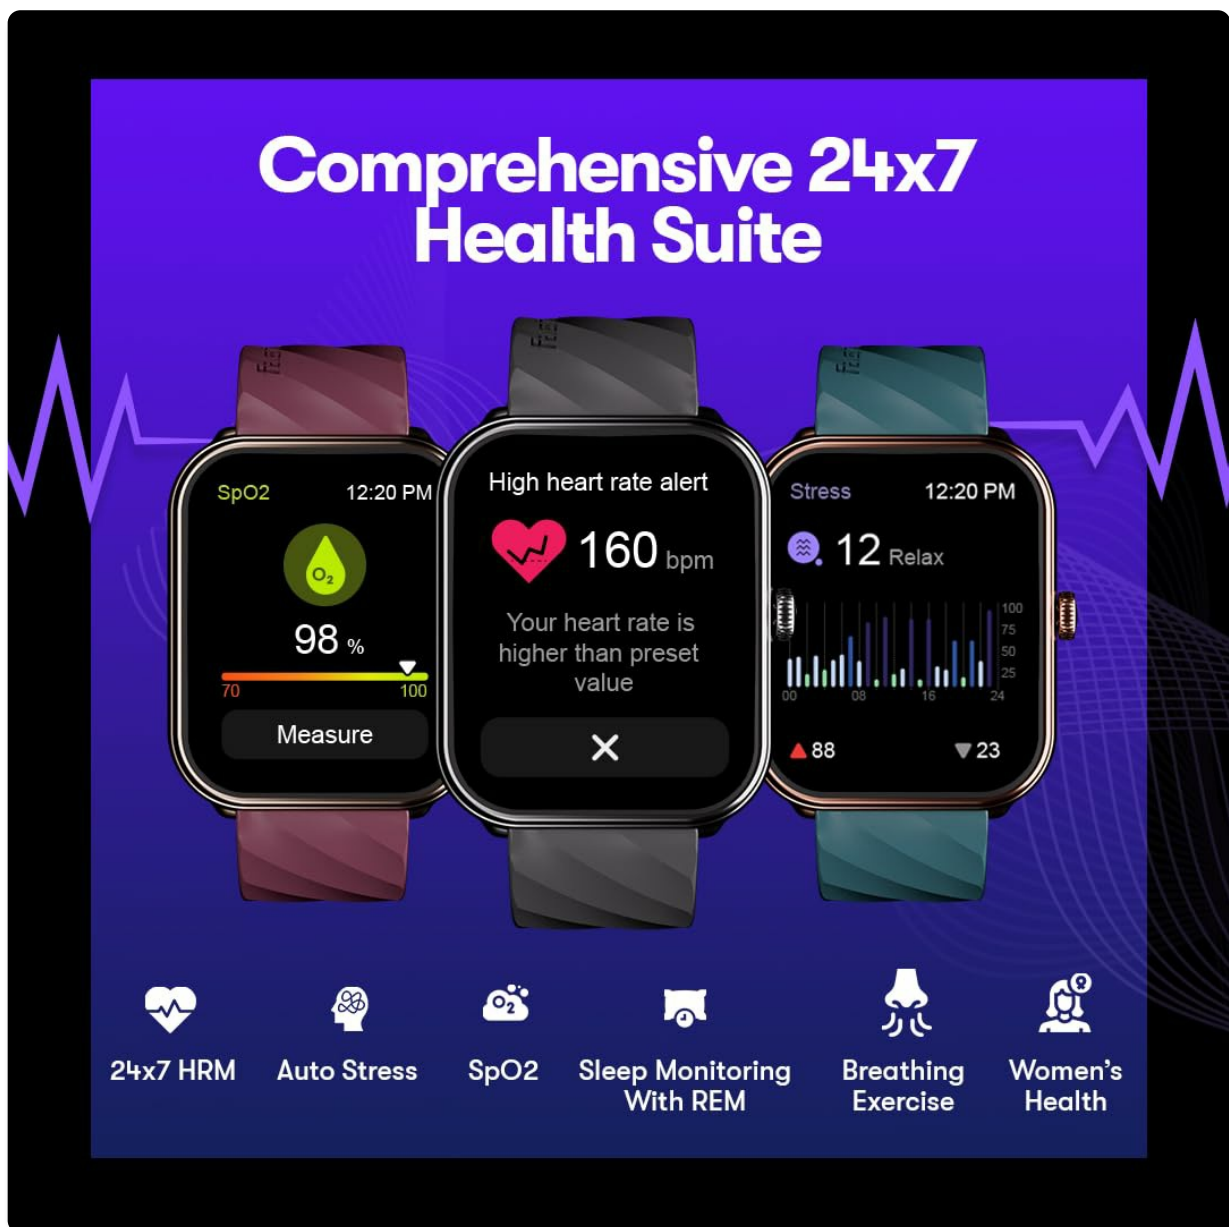 Comprehensive 24x7
Health Suite
SpO2 12:20 PM
O₂
98 %
70 100
Measure
High heart rate alert
160 bpm
Your heart rate is
higher than preset
value
Stress 12:20 PM
12 Relax
100
75
50
25
00 08 16 24
88 23
24x7 HRM
Auto Stress
O₂
SpO2
Sleep Monitoring
With REM
Breathing
Exercise
Women's
Health